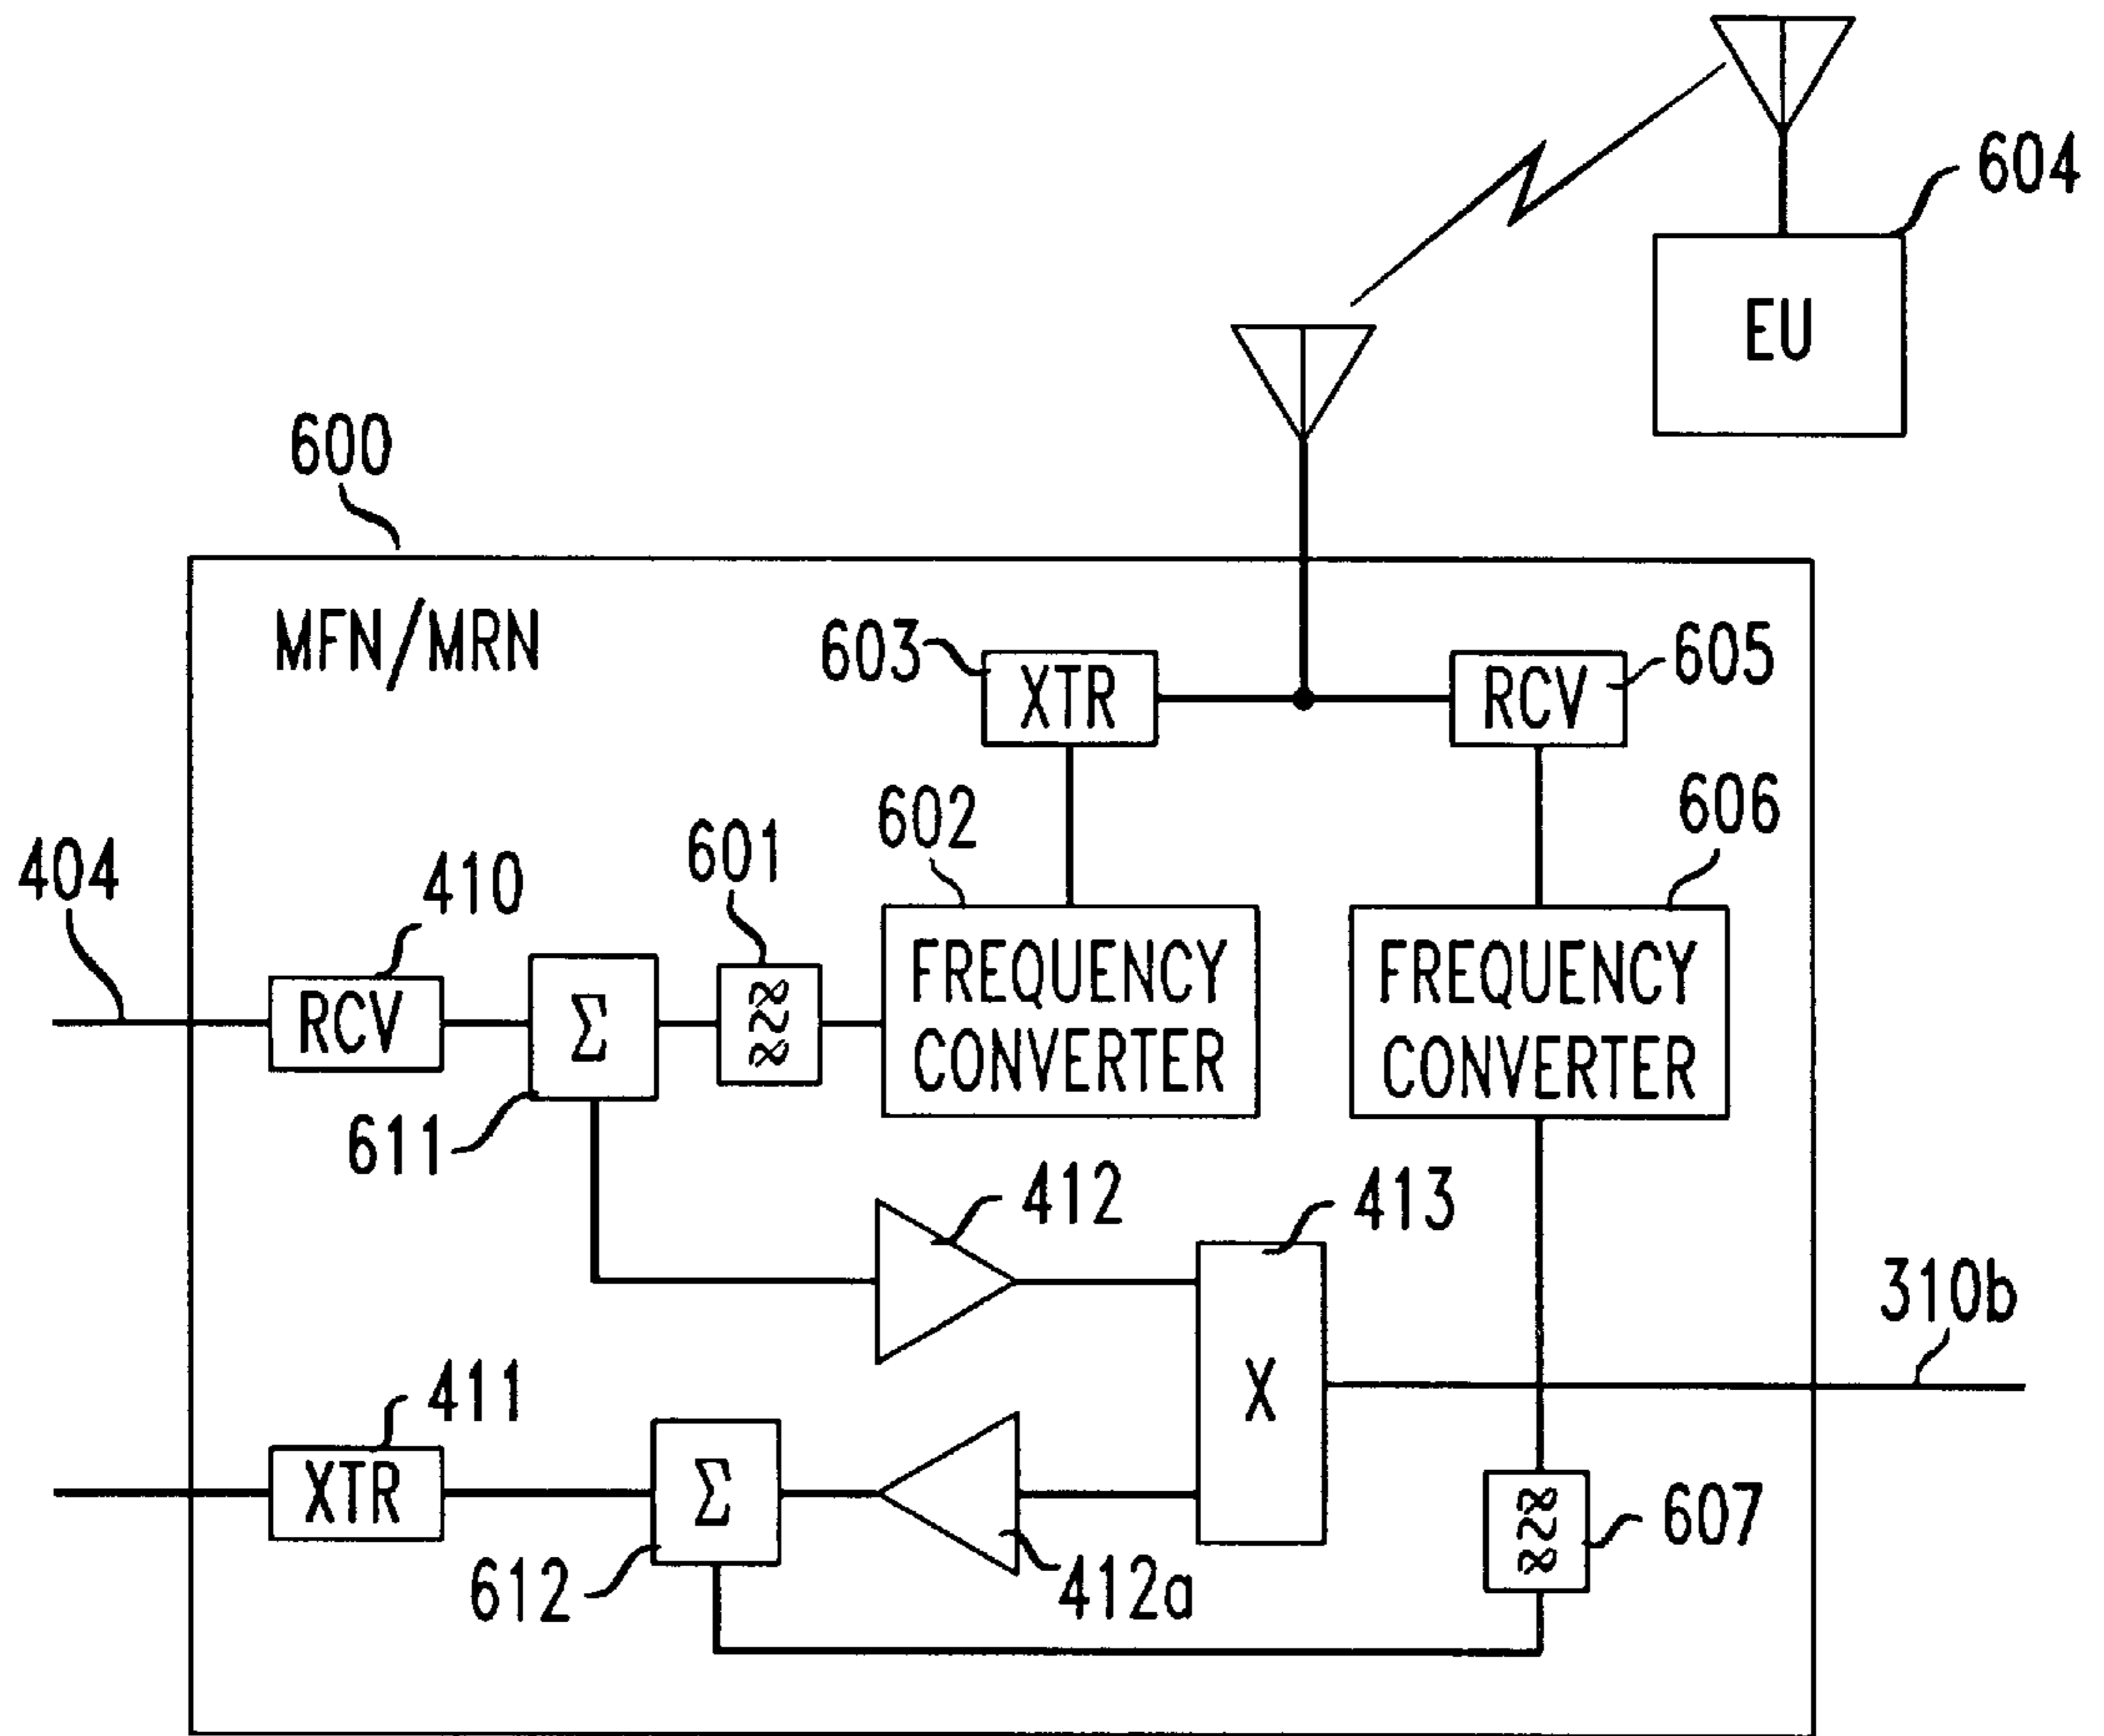 604
EU
600
MFN/MRN
603
XTR
RCV
605
602
606
601
404
410
RCV
Σ
FREQUENCY
CONVERTER
FREQUENCY
CONVERTER
611
412
413
310b
X
411
XTR
Σ
607
612
412a